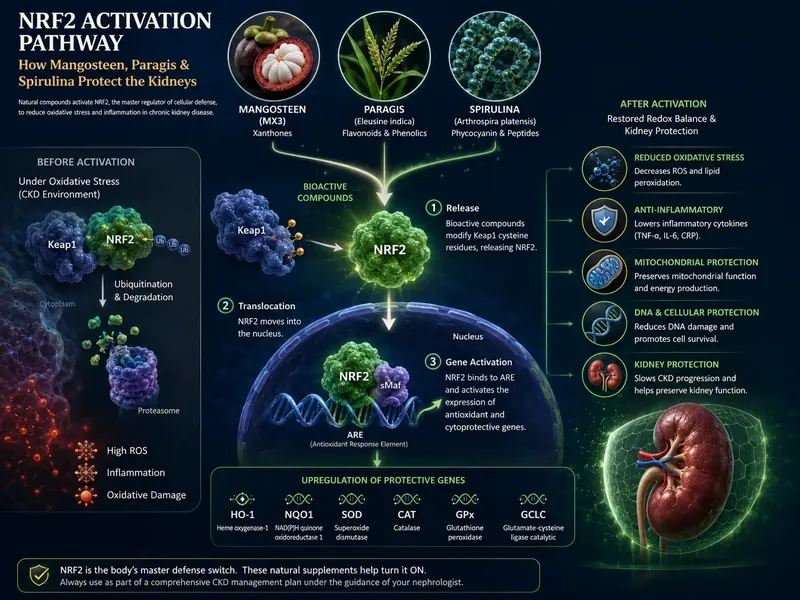 NRF2 ACTIVATION
PATHWAY
How Mangosteen, Paragis &
Spirulina Protect the Kidneys
Natural compounds activate NRF2, the master regulator of cellular defense,
to reduce oxidative stress and inflammation in chronic kidney disease.
MANGOSTEEN
(MX3)
Xanthones
PARAGIS
(Eleusine indica)
Flavonoids & Phenolics
SPIRULINA
(Arthrospira platensis)
Phycocyanin & Peptides
BEFORE ACTIVATION
Under Oxidative Stress
(CKD Environment)
Keap1
NRF2
Ub
Ub
Ub
Cytoplasm
Ubiquitination
& Degradation
Proteasome
High ROS
Inflammation
Oxidative Damage
BIOACTIVE
COMPOUNDS
Keap1
NRF2
1 Release
Bioactive compounds
modify Keap1 cysteine
residues, releasing NRF2.
2 Translocation
NRF2 moves into
the nucleus.
Nucleus
NRF2
sMaf
3 Gene Activation
NRF2 binds to ARE
and activates the
expression of
antioxidant and
cytoprotective genes.
ARE
(Antioxidant Response Element)
UPREGULATION OF PROTECTIVE GENES
HO-1
Heme oxygenase-1
NQO1
NAD(P)H quinone
oxidoreductase 1
SOD
Superoxide
dismutase
CAT
Catalase
GPx
Glutathione
peroxidase
GCLC
Glutamate-cysteine
ligase catalytic
AFTER ACTIVATION
Restored Redox Balance &
Kidney Protection
REDUCED OXIDATIVE STRESS
Decreases ROS and lipid
peroxidation.
ANTI-INFLAMMATORY
Lowers inflammatory cytokines
(TNF-α, IL-6, CRP).
MITOCHONDRIAL PROTECTION
Preserves mitochondrial function
and energy production.
DNA & CELLULAR PROTECTION
Reduces DNA damage and
promotes cell survival.
KIDNEY PROTECTION
Slows CKD progression and
helps preserve kidney function.
NRF2 is the body's master defense switch. These natural supplements help turn it ON.
Always use as part of a comprehensive CKD management plan under the guidance of your nephrologist.